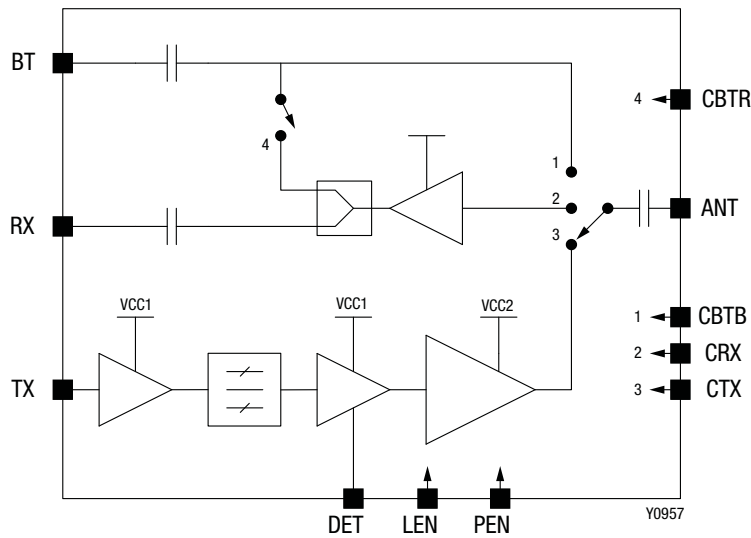 BT
4 CBTR
4
1
2
3
ANT
RX
VCC1
VCC1
VCC2
1 CBTB
2 CRX
3 CTX
TX
DET
LEN
PEN
Y0957